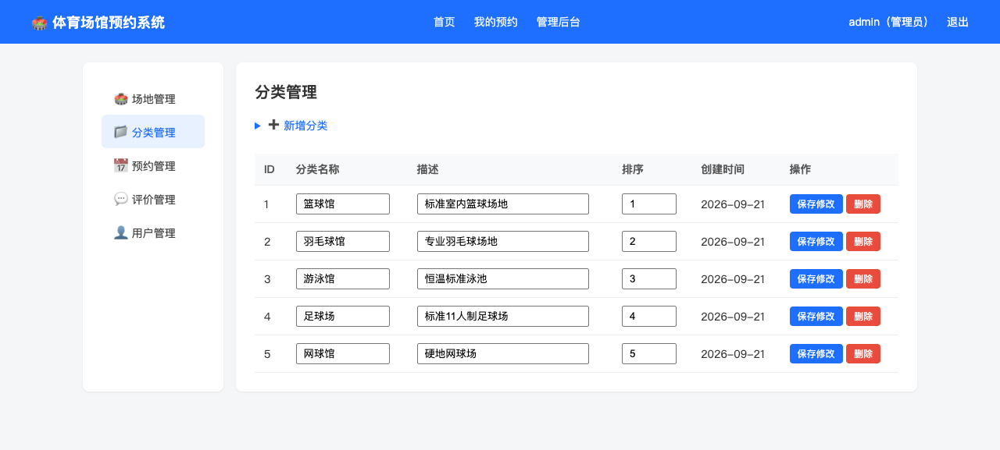 体育场馆预约系统 首页 我的预约 管理后台 admin（管理员） 退出
场地管理
分类管理
预约管理
评价管理
用户管理
分类管理
新增分类
ID 分类名称 描述 排序 创建时间 操作
1 篮球馆 标准室内篮球场地 1 2026-09-21 保存修改 删除
2 羽毛球馆 专业羽毛球场地 2 2026-09-21 保存修改 删除
3 游泳馆 恒温标准泳池 3 2026-09-21 保存修改 删除
4 足球场 标准11人制足球场 4 2026-09-21 保存修改 删除
5 网球馆 硬地网球场 5 2026-09-21 保存修改 删除